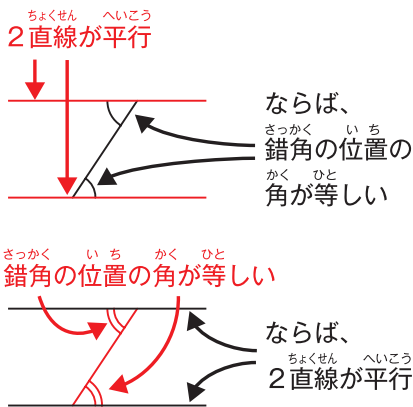 ちょくせん へいこう
２直線が平行
ならば、
さっかく い ち
錯角の位置の
かく ひと
角が等しい
さっかく い ち かく ひと
錯角の位置の角が等しい
ならば、
ちょくせん へいこう
２直線が平行